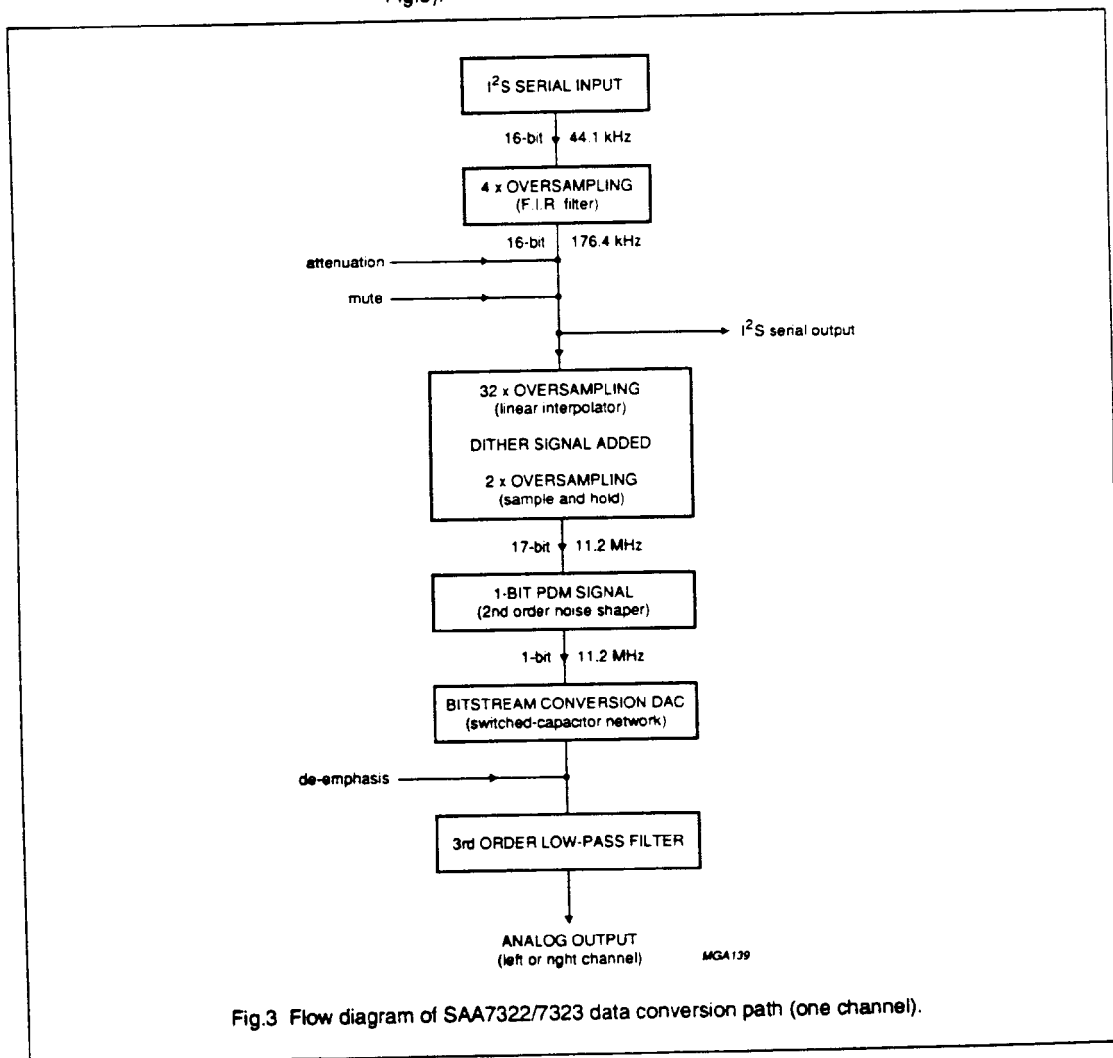 Fig.3).
I²S SERIAL INPUT
16-bit 44.1 kHz
4 x OVERSAMPLING
(F.I.R filter)
16-bit 176.4 kHz
attenuation
mute
I²S serial output
32 x OVERSAMPLING
(linear interpolator)
DITHER SIGNAL ADDED
2 x OVERSAMPLING
(sample and hold)
17-bit 11.2 MHz
1-BIT PDM SIGNAL
(2nd order noise shaper)
1-bit 11.2 MHz
BITSTREAM CONVERSION DAC
(switched-capacitor network)
de-emphasis
3rd ORDER LOW-PASS FILTER
ANALOG OUTPUT
(left or right channel)
MGA139
Fig.3 Flow diagram of SAA7322/7323 data conversion path (one channel).